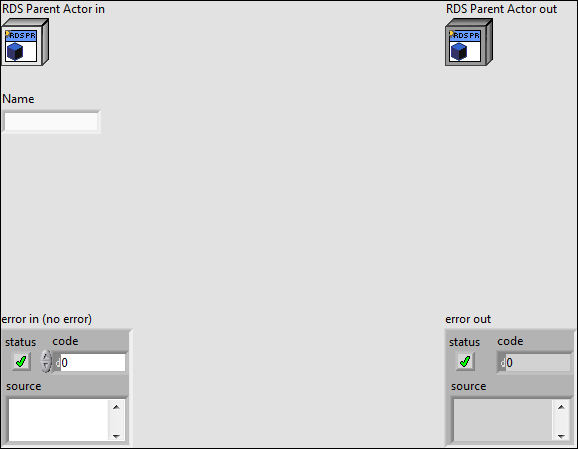 RDS Parent Actor in
RDS Parent Actor out
RDS PR
RDS PR
Name
error in (no error)
error out
status
code
status
code
d0
d0
source
source